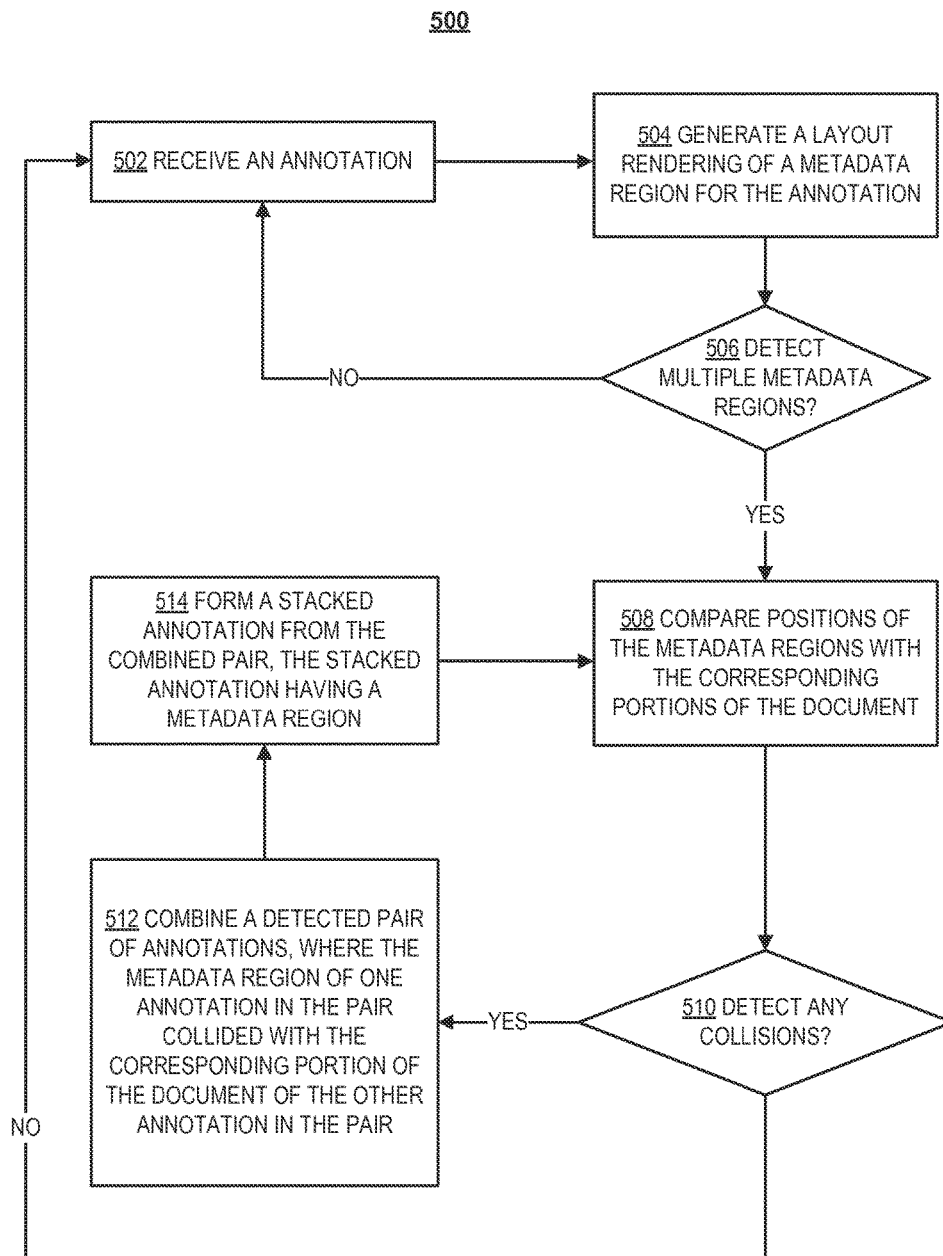 500
502 RECEIVE AN ANNOTATION
504 GENERATE A LAYOUT
RENDERING OF A METADATA
REGION FOR THE ANNOTATION
506 DETECT
MULTIPLE METADATA
REGIONS?
NO
YES
508 COMPARE POSITIONS OF
THE METADATA REGIONS WITH
THE CORRESPONDING
PORTIONS OF THE DOCUMENT
514 FORM A STACKED
ANNOTATION FROM THE
COMBINED PAIR, THE STACKED
ANNOTATION HAVING A
METADATA REGION
510 DETECT ANY
COLLISIONS?
YES
512 COMBINE A DETECTED PAIR
OF ANNOTATIONS, WHERE THE
METADATA REGION OF ONE
ANNOTATION IN THE PAIR
COLLIDED WITH THE
CORRESPONDING PORTION OF
THE DOCUMENT OF THE OTHER
ANNOTATION IN THE PAIR
NO